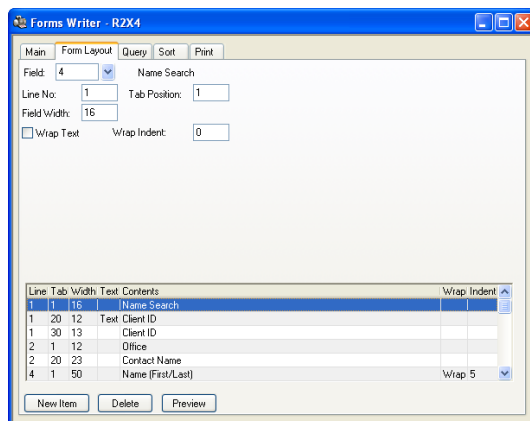 Forms Writer - R2X4
Main Form Layout Query Sort Print
Field: 4 Name Search
Line No: 1 Tab Position: 1
Field Width: 16
Wrap Text Wrap Indent: 0
Line Tab Width Text Contents Wrap Indent
1 1 16 Name Search
1 20 12 Text Client ID
1 30 13 Client ID
2 1 12 Office
2 20 23 Contact Name
4 1 50 Name (First/Last) Wrap 5
New Item Delete Preview